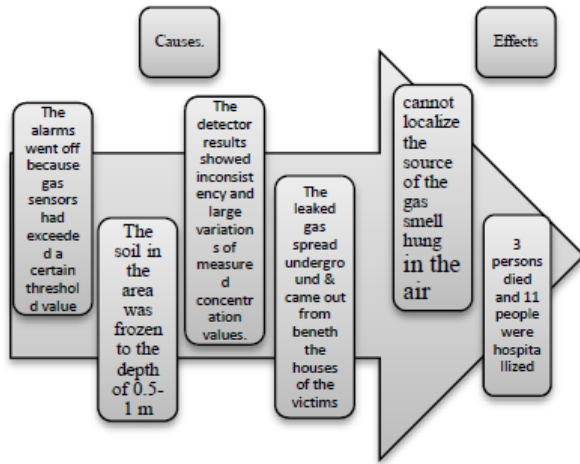 Causes.
Effects
The
alarms
went off
because
gas
sensors
had
exceede
d a
certain
threshol
d value
The
soil in
the
area
was
frozen
to the
depth
of 0.5-
1 m
The
detector
results
showed
inconsist
ency and
large
variation
s of
measure
d
concentr
ation
values.
The
leaked
gas
spread
undergro
und &
came out
from
beneth
the
houses
of the
victims
cannot
localize
the
source
of the
gas
smell
hung
in the
air
3
persons
died
and 11
people
were
hospita
llized